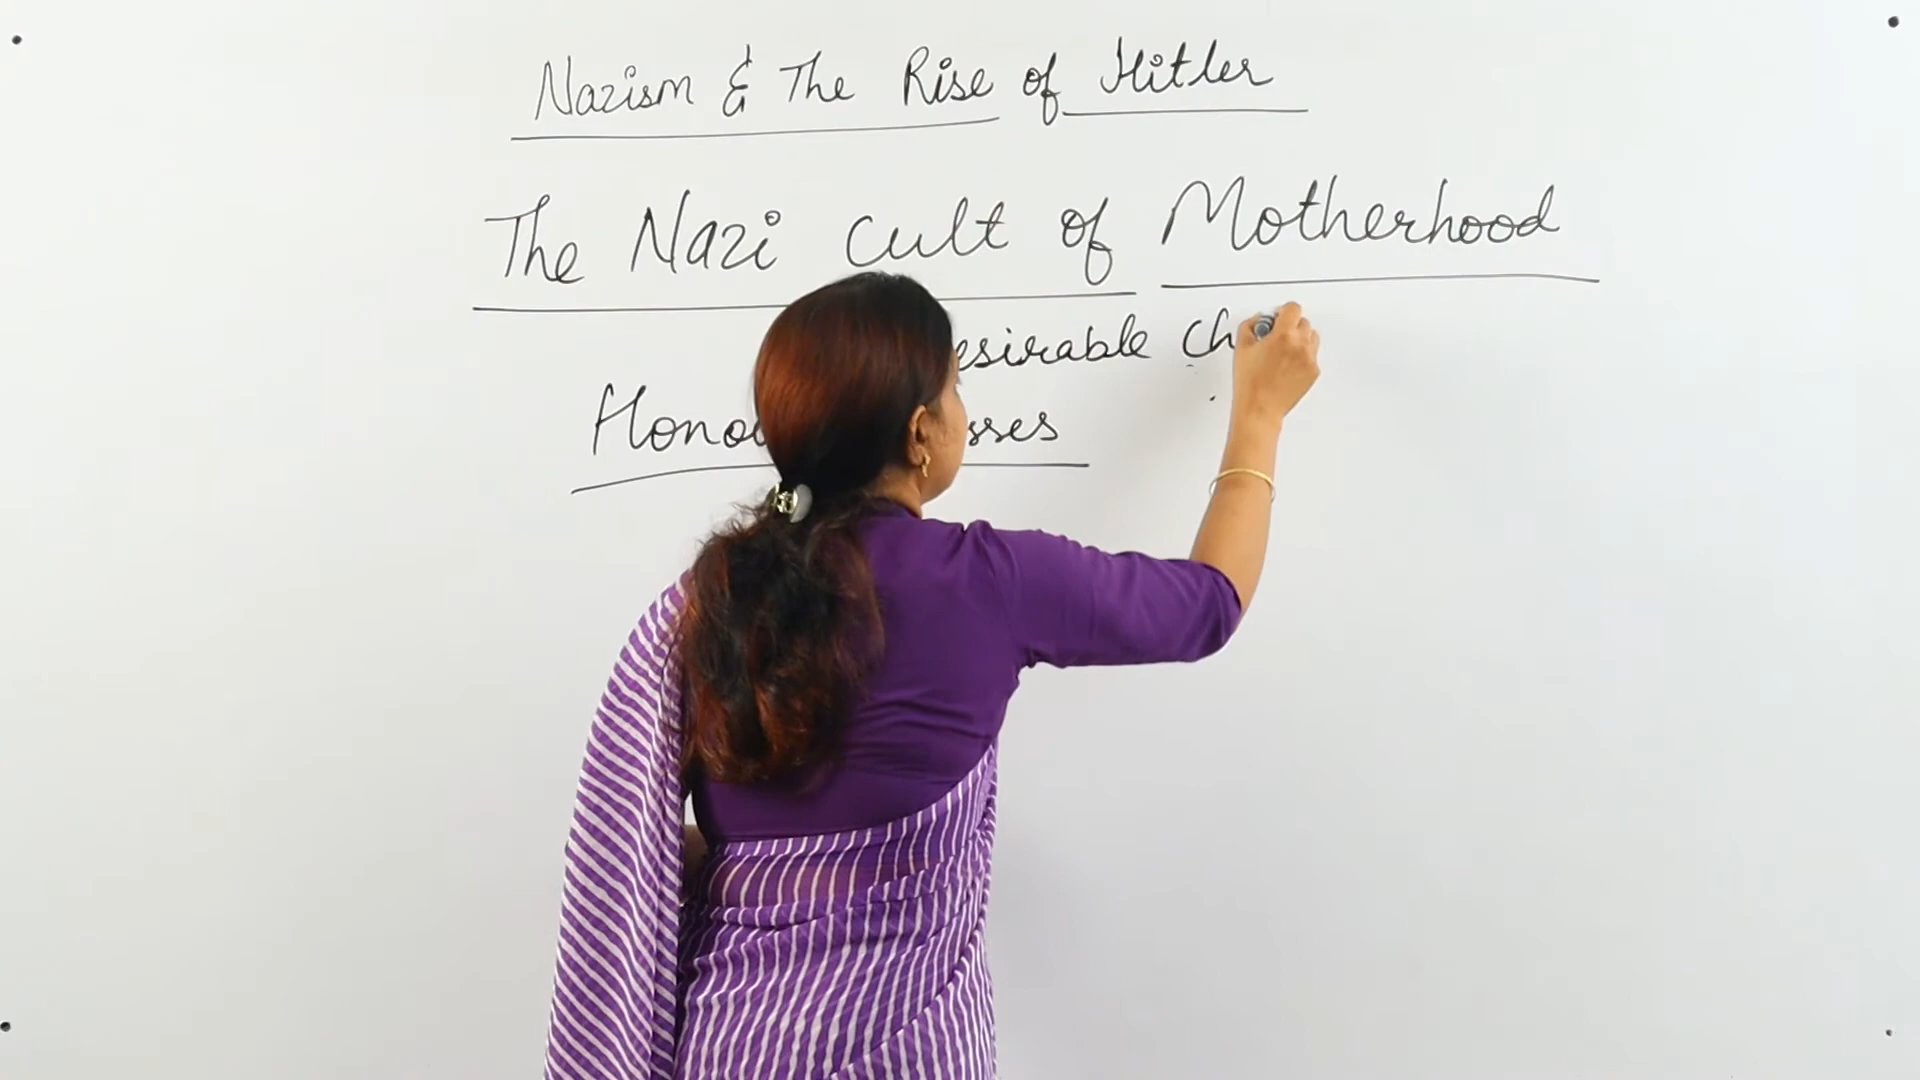 Nazism & The Rise of Hitler
The Nazi Cult of Motherhood
esirable Ch
Hono sses